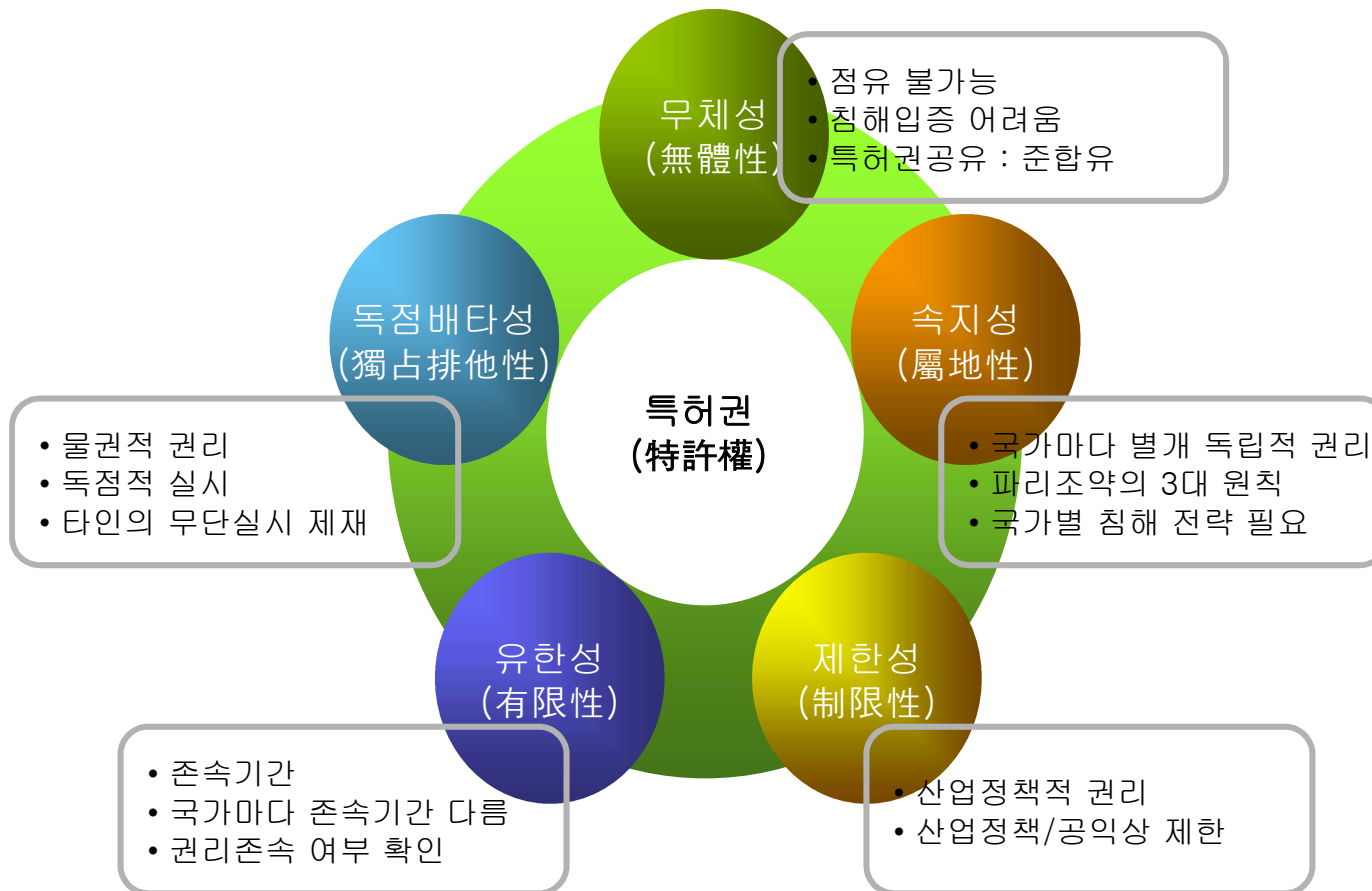 무체성
(無體性)
• 점유 불가능
• 침해입증 어려움
• 특허권공유 : 준합유
독점배타성
(獨占排他性)
• 물권적 권리
• 독점적 실시
• 타인의 무단실시 제재
특허권
(特許權)
속지성
(屬地性)
• 국가마다 별개 독립적 권리
• 파리조약의 3대 원칙
• 국가별 침해 전략 필요
유한성
(有限性)
• 존속기간
• 국가마다 존속기간 다름
• 권리존속 여부 확인
제한성
(制限性)
• 산업정책적 권리
• 산업정책/공익상 제한